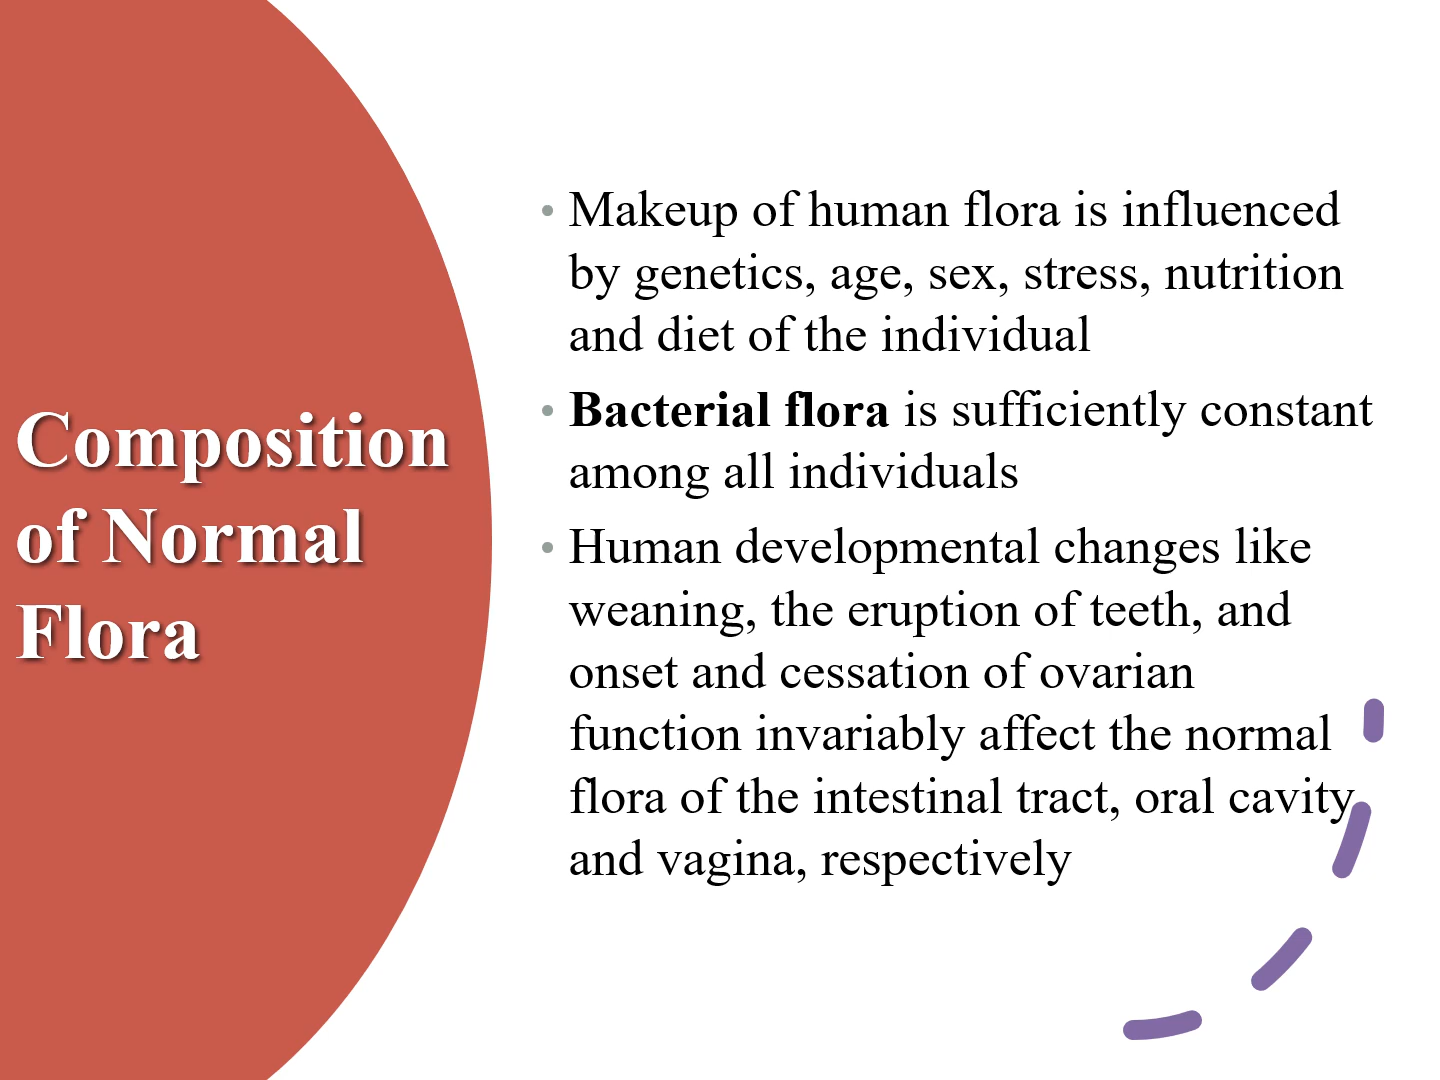 Composition
of Normal
Flora
• Makeup of human flora is influenced
by genetics, age, sex, stress, nutrition
and diet of the individual
• Bacterial flora is sufficiently constant
among all individuals
• Human developmental changes like
weaning, the eruption of teeth, and
onset and cessation of ovarian
function invariably affect the normal
flora of the intestinal tract, oral cavity
and vagina, respectively